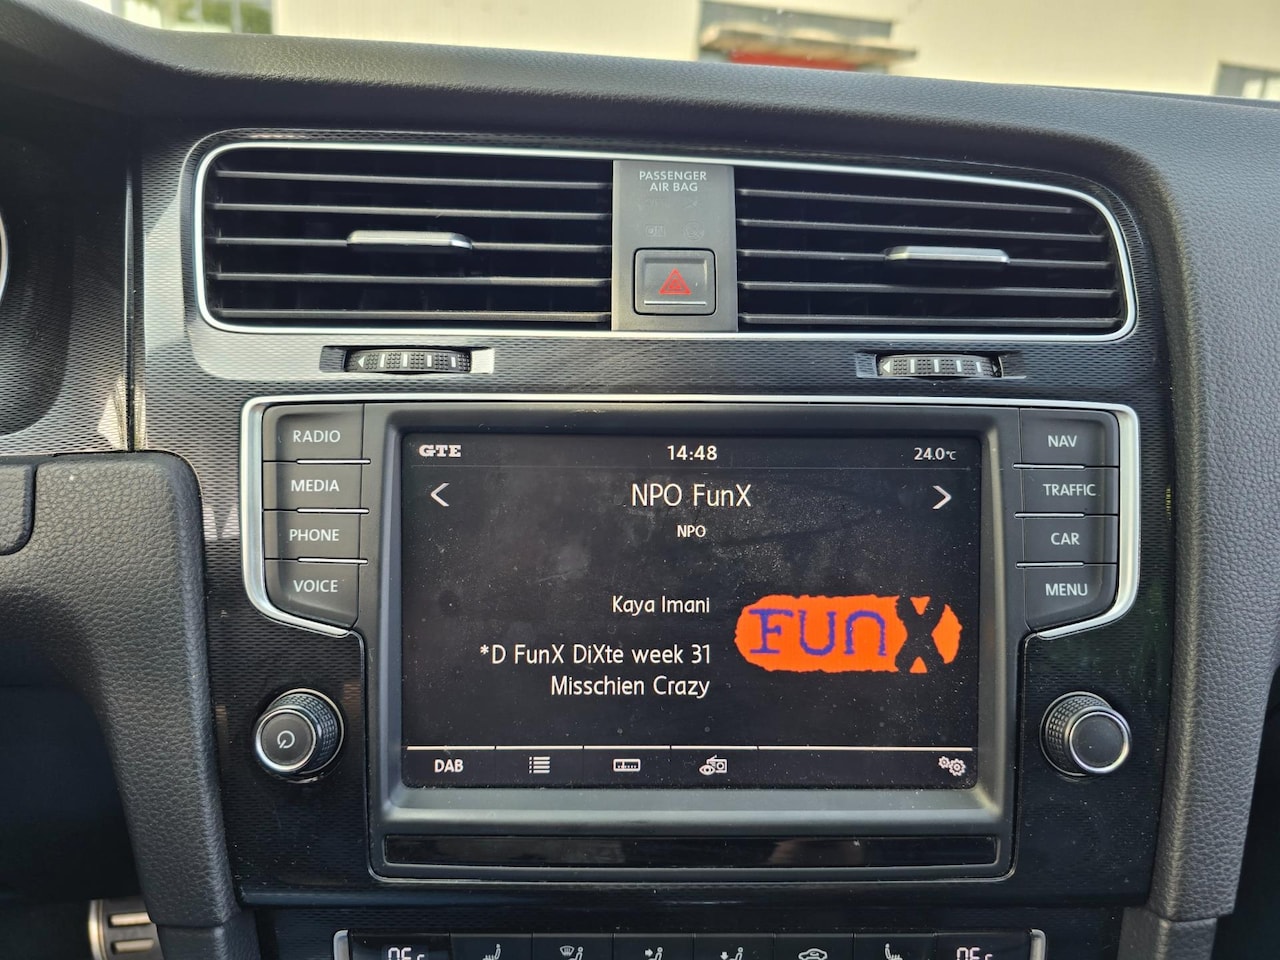 PASSENGER
AIR BAG
RADIO
MEDIA
PHONE
VOICE
GTE 14:48 24.0°C
NPO FunX
NPO
Kaya Imani
*D FunX DiXte week 31
Misschien Crazy
FunX
DAB
NAV
TRAFFIC
CAR
MENU